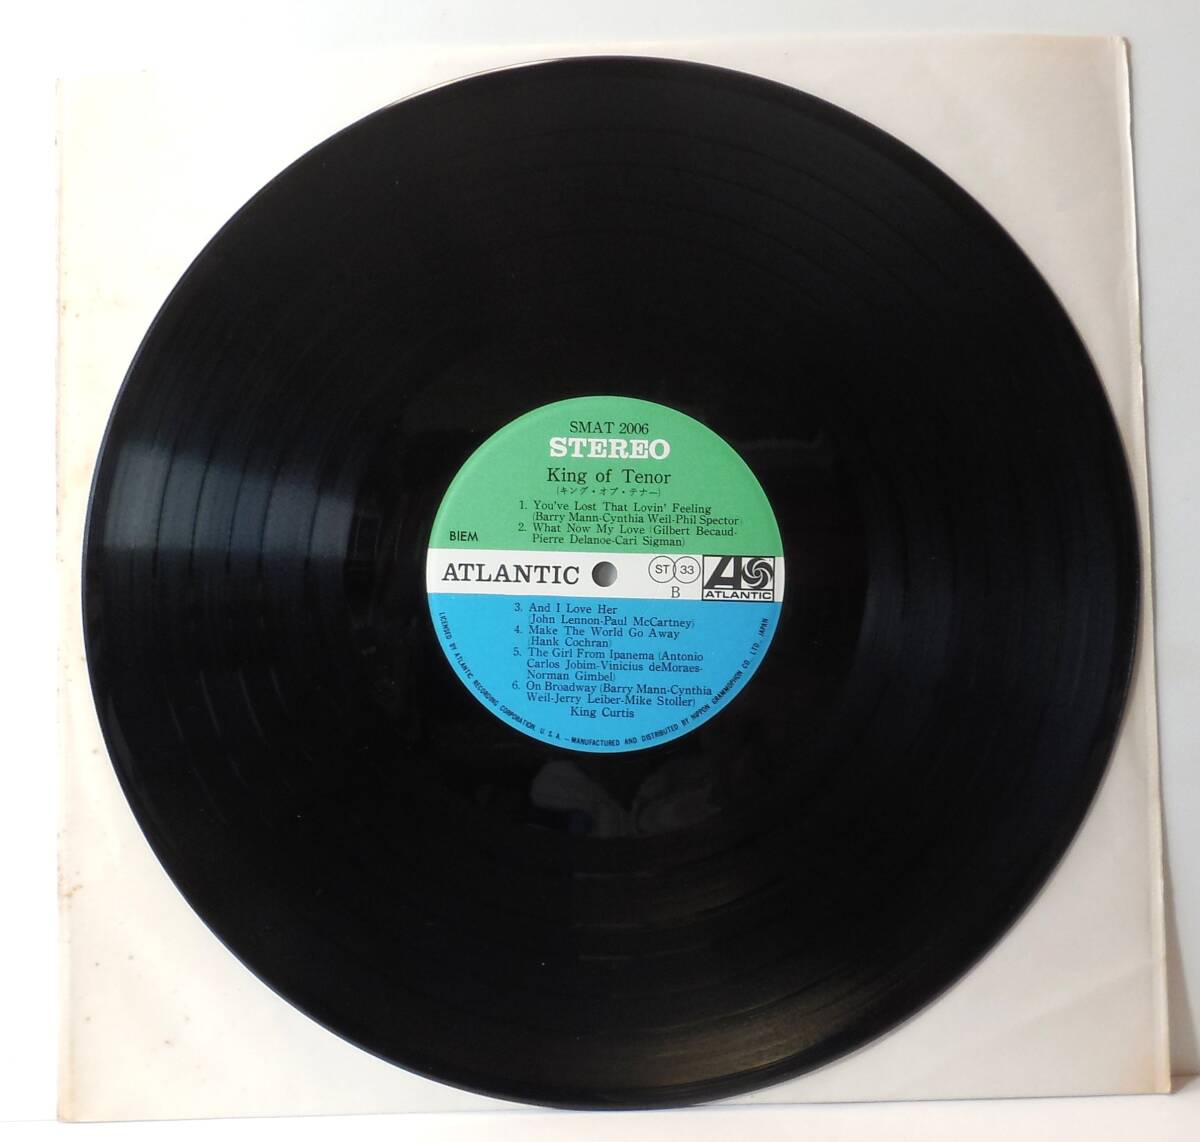 SMAT 2006
STEREO
King of Tenor
(キング・オブ・テナー)
1. You've Lost That Lovin' Feeling
(Barry Mann-Cynthia Weil-Phil Spector)
2. What Now My Love (Gilbert Becaud-
Pierre Delanoe-Cari Sigman)
BIEM
ATLANTIC
ST 33
B
ATLANTIC
3. And I Love Her
(John Lennon-Paul McCartney)
4. Make The World Go Away
(Hank Cochran)
5. The Girl From Ipanema (Antonio
Carlos Jobim-Vinicius deMoraes-
Norman Gimbel)
6. On Broadway (Barry Mann-Cynthia
Weil-Jerry Leiber-Mike Stoller)
King Curtis
LICENSED BY ATLANTIC RECORDING CORPORATION, U.S.A. — MANUFACTURED AND DISTRIBUTED BY NIPPON GRAMMOPHON CO., LTD., JAPAN